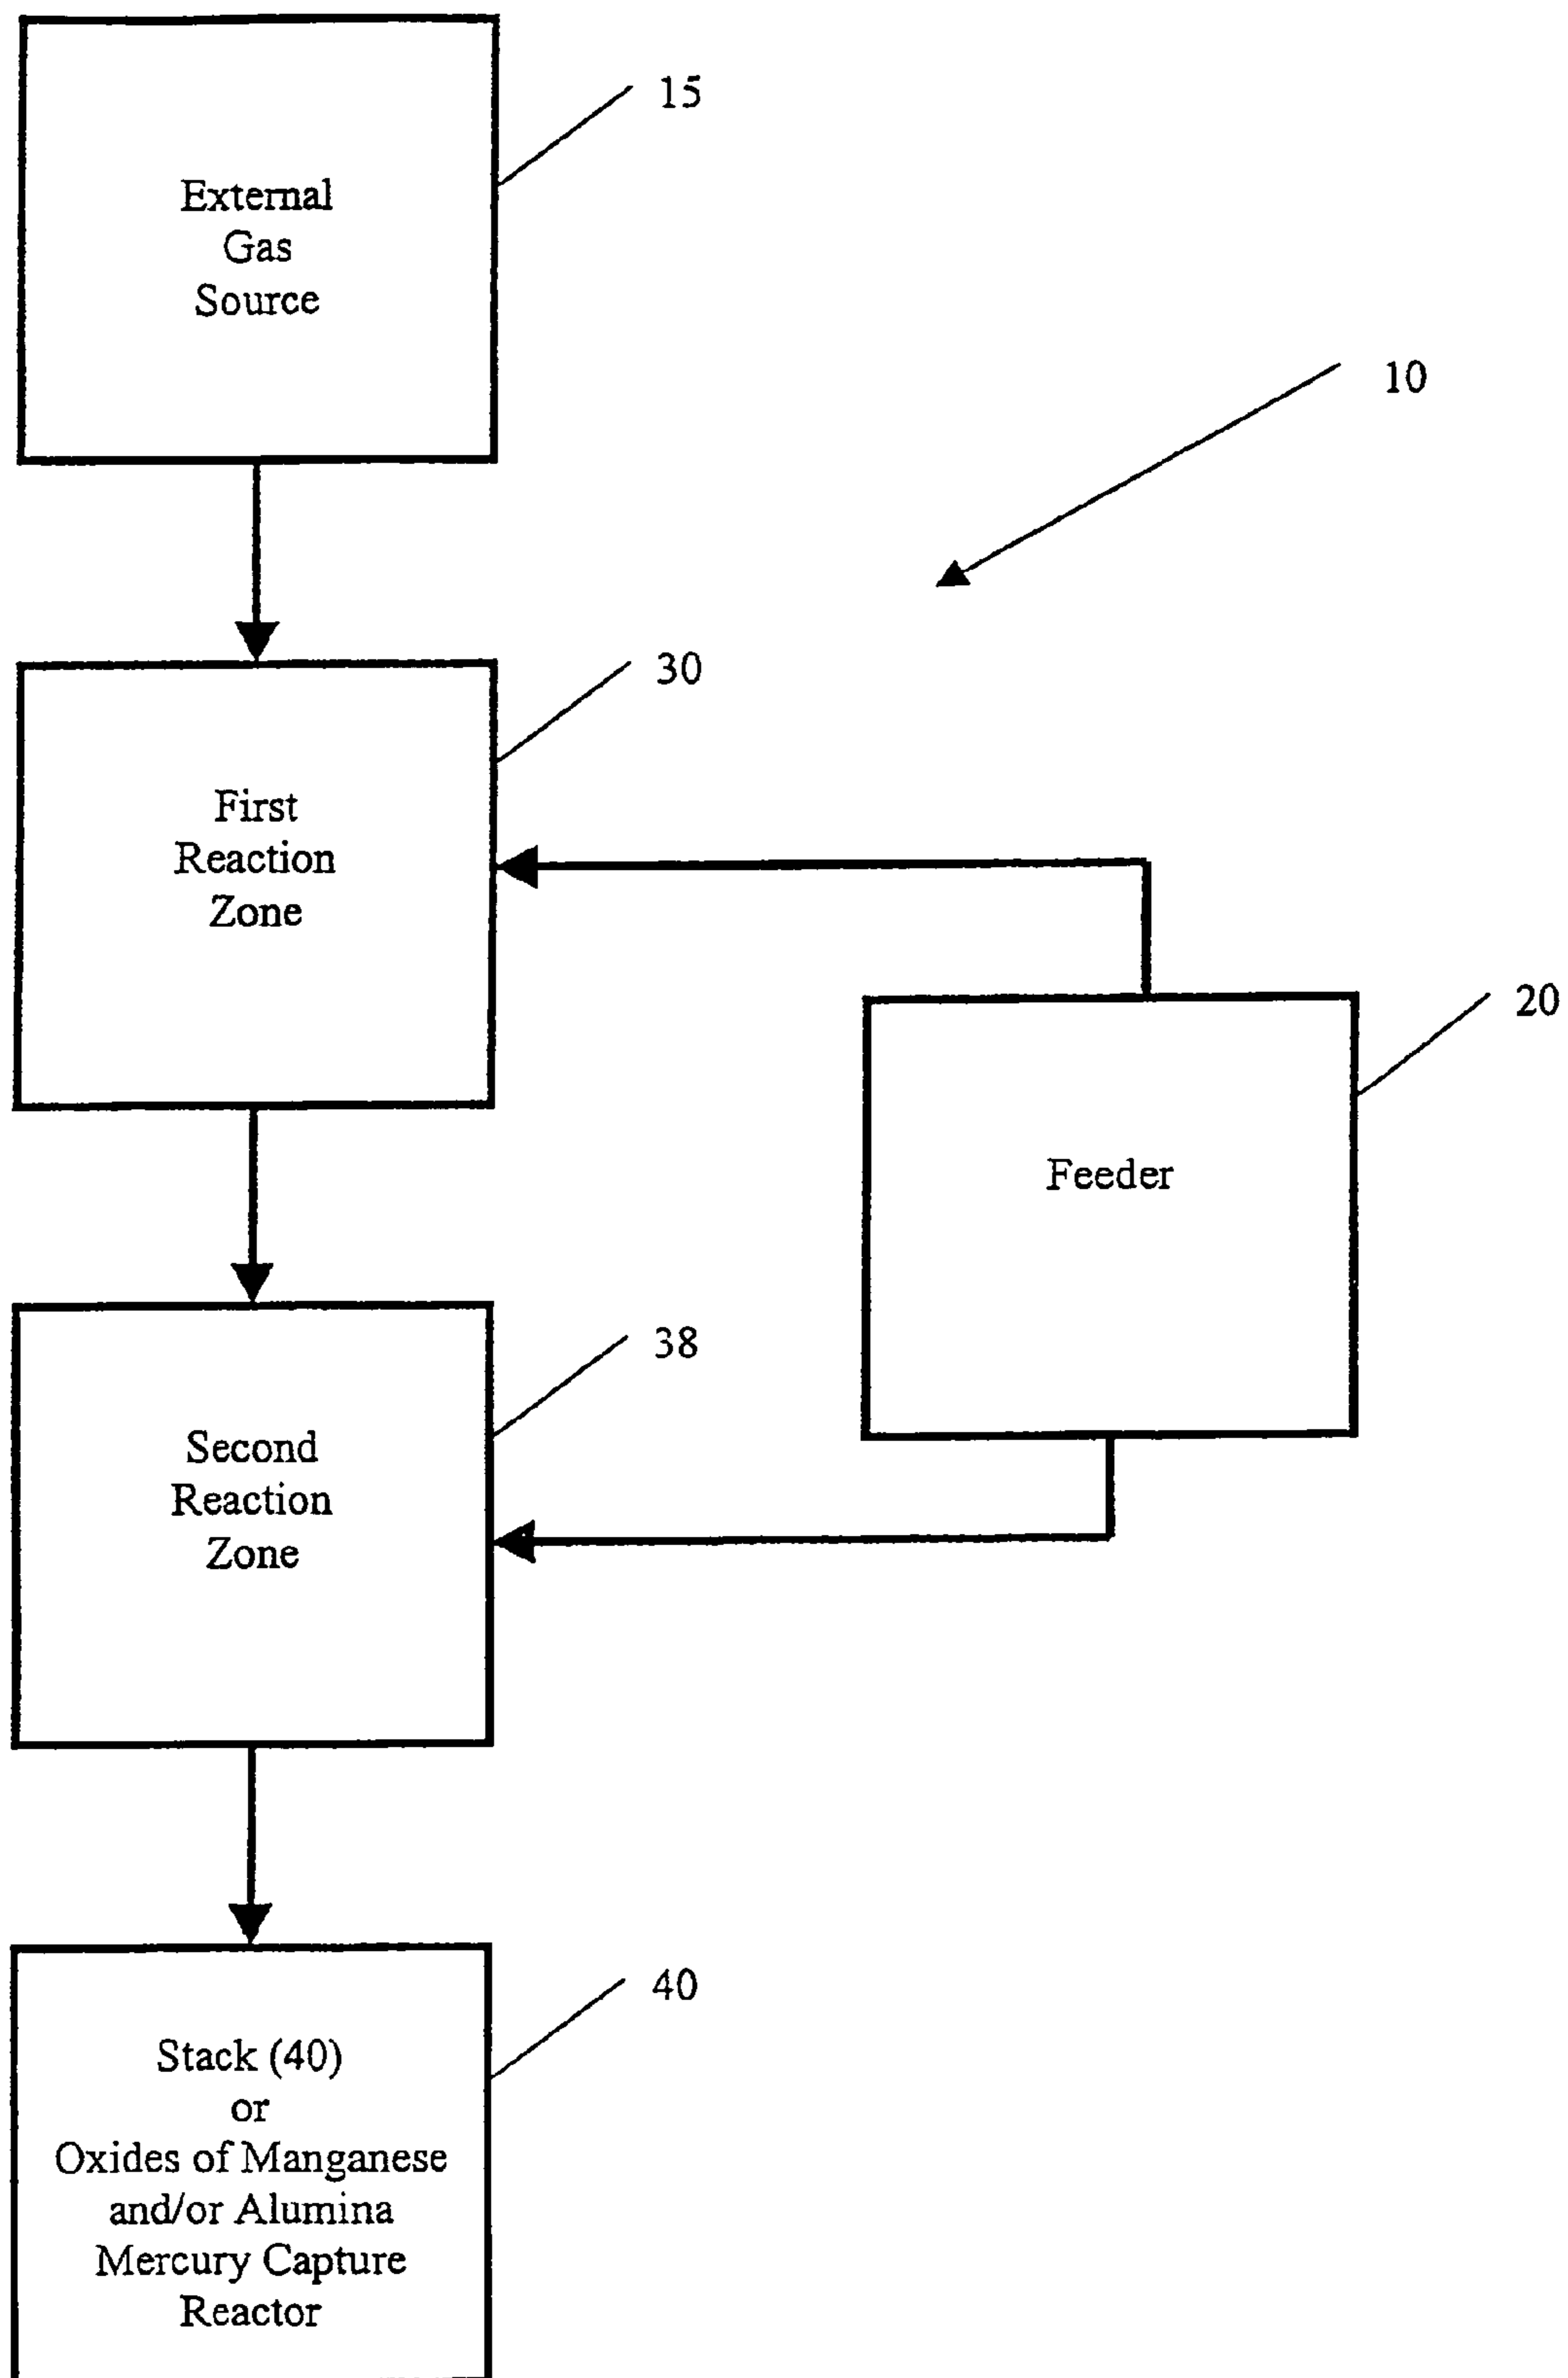 15
External
Gas
Source
10
30
First
Reaction
Zone
20
Feeder
38
Second
Reaction
Zone
40
Stack (40)
or
Oxides of Manganese
and/or Alumina
Mercury Capture
Reactor